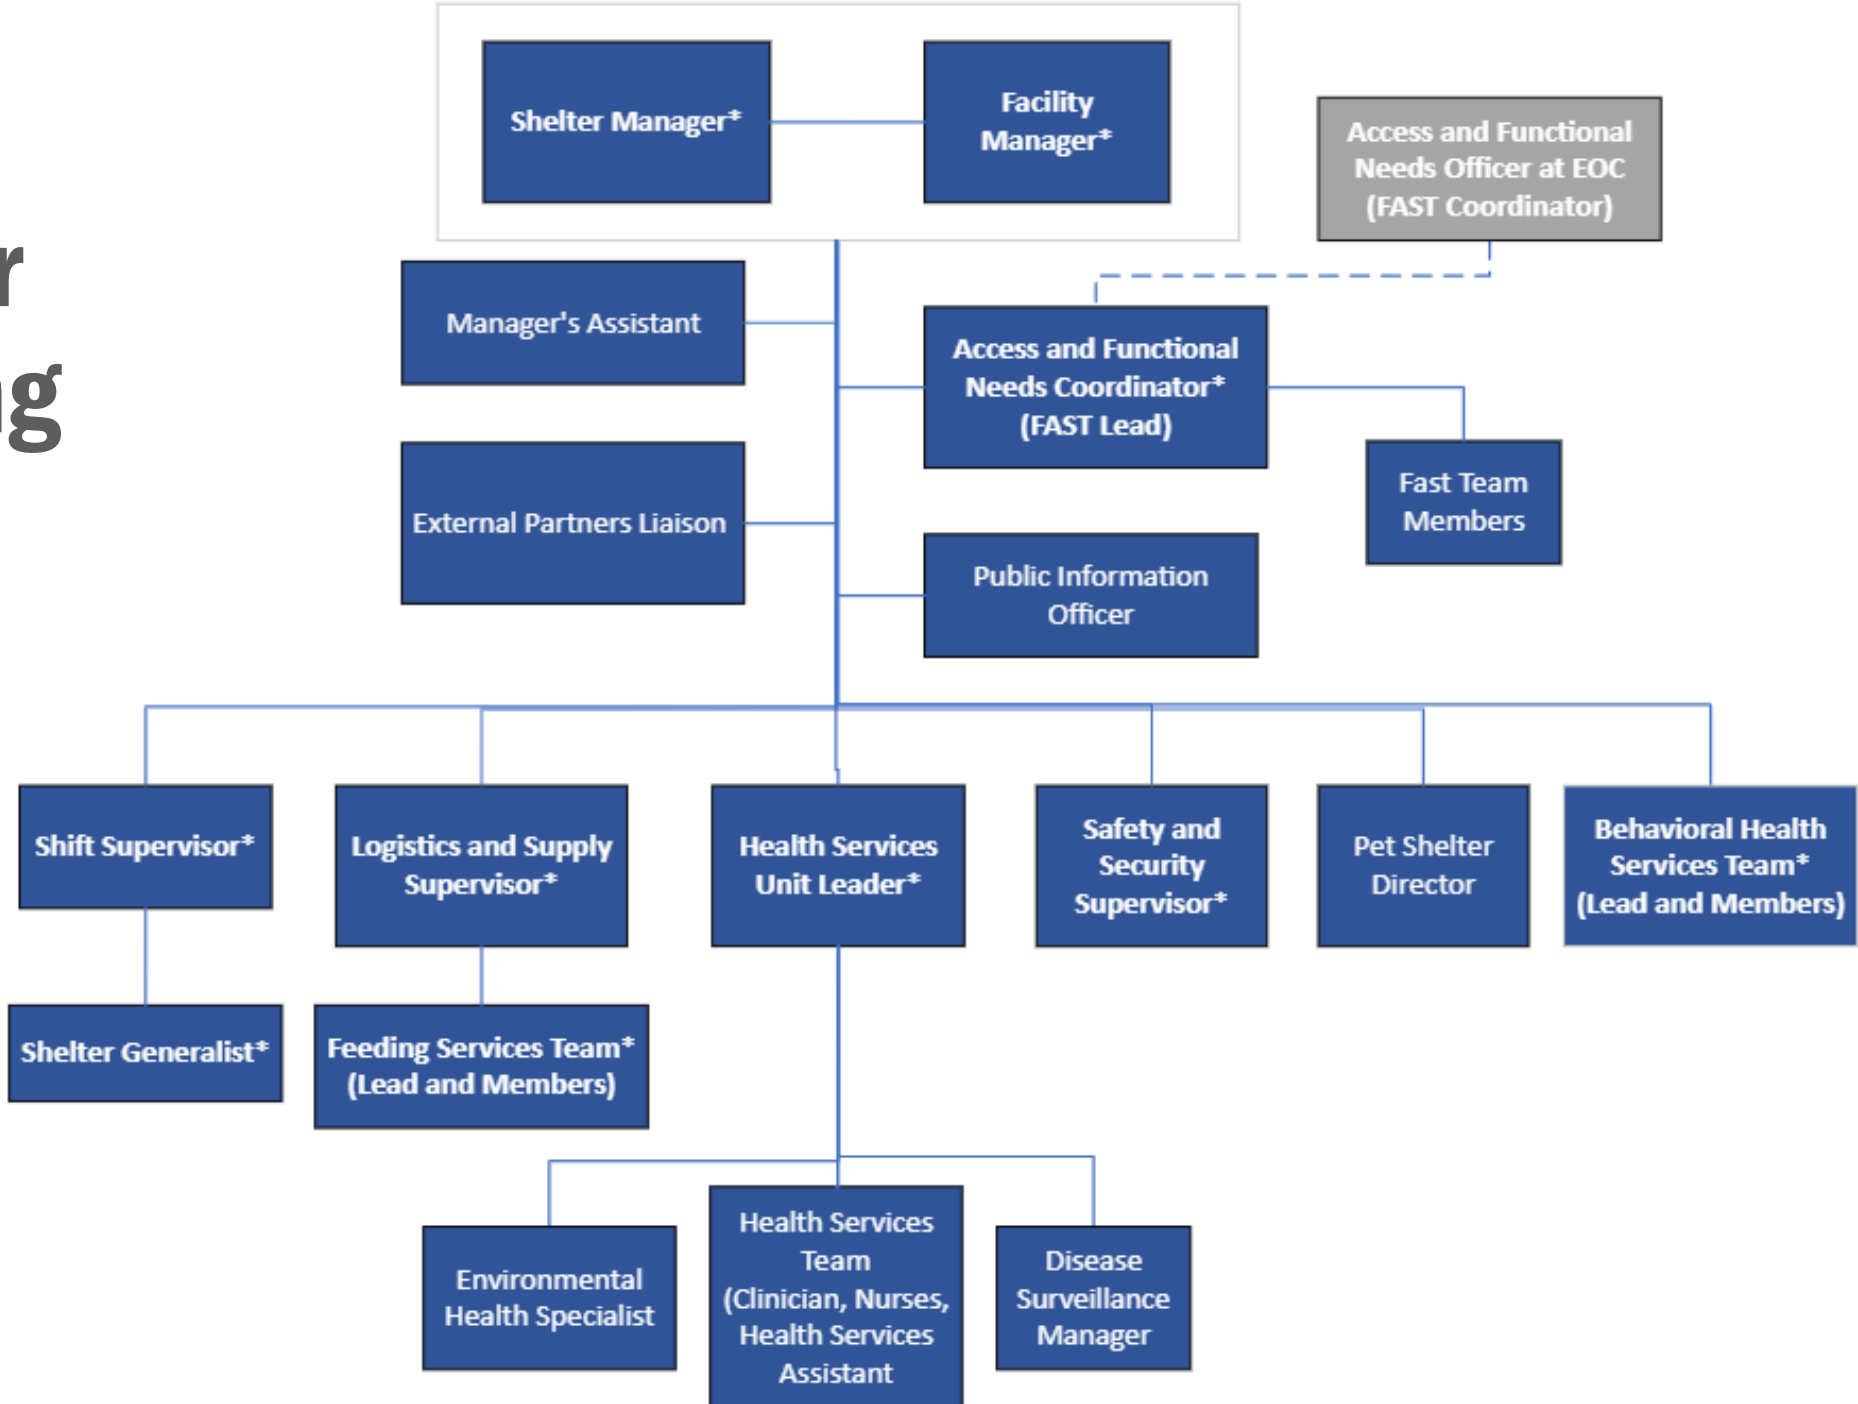 Shelter Manager*
Facility
Manager*
Access and Functional
Needs Officer at EOC
(FAST Coordinator)
Manager's Assistant
Access and Functional
Needs Coordinator*
(FAST Lead)
External Partners Liaison
Fast Team
Members
Public Information
Officer
Shift Supervisor*
Logistics and Supply
Supervisor*
Health Services
Unit Leader*
Safety and
Security
Supervisor*
Pet Shelter
Director
Behavioral Health
Services Team*
(Lead and Members)
Shelter Generalist*
Feeding Services Team*
(Lead and Members)
Environmental
Health Specialist
Health Services
Team
(Clinician, Nurses,
Health Services
Assistant
Disease
Surveillance
Manager